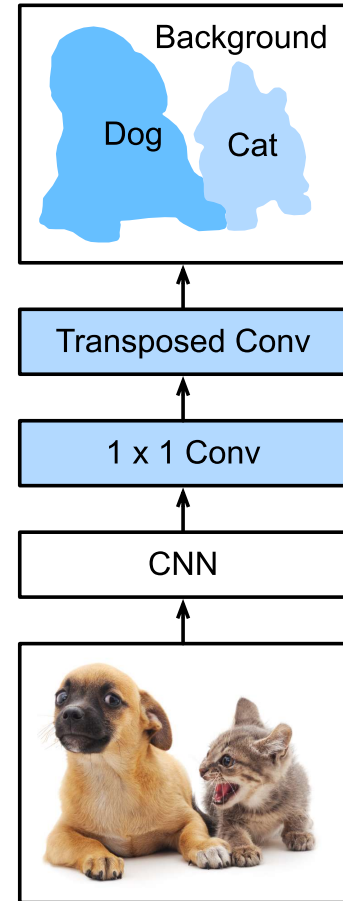 Background
Dog
Cat
Transposed Conv
1 x 1 Conv
CNN